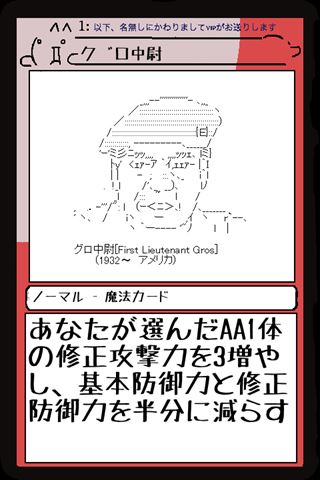 1: 以下、名無しにかわりましてVIPがお送りします
グロ中尉
グロ中尉[First Lieutenant Gros]
(1932〜 アメリカ)
ノーマル - 魔法カード
あなたが選んだAA1体
の修正攻撃力を3増や
し、基本防御力と修正
防御力を半分に減らす